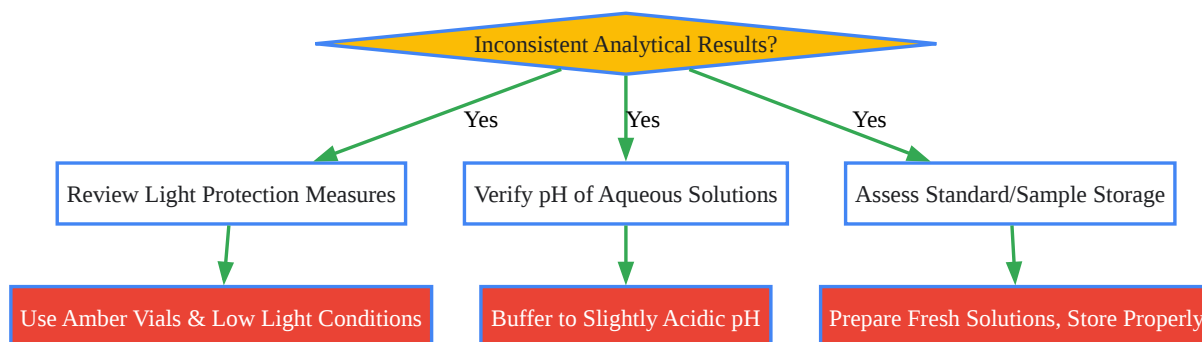 Inconsistent Analytical Results?
Yes
Yes
Yes
Review Light Protection Measures
Verify pH of Aqueous Solutions
Assess Standard/Sample Storage
Use Amber Vials & Low Light Conditions
Buffer to Slightly Acidic pH
Prepare Fresh Solutions, Store Properly